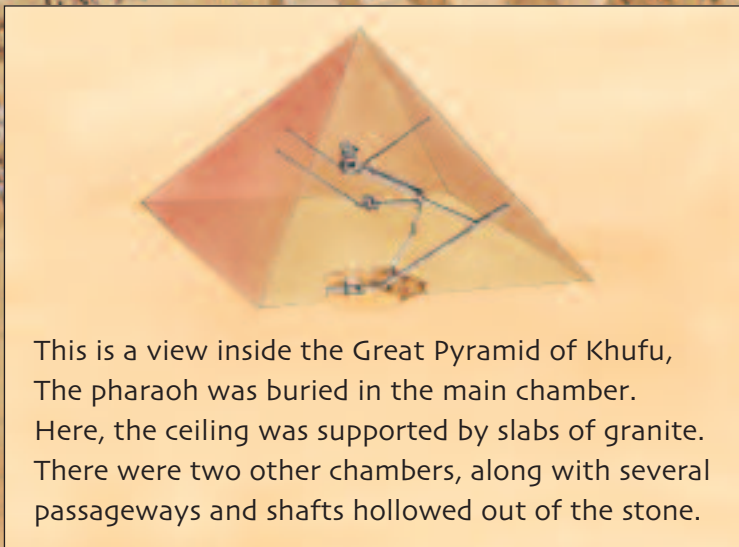 This is a view inside the Great Pyramid of Khufu,
The pharaoh was buried in the main chamber.
Here, the ceiling was supported by slabs of granite.
There were two other chambers, along with several
passageways and shafts hollowed out of the stone.